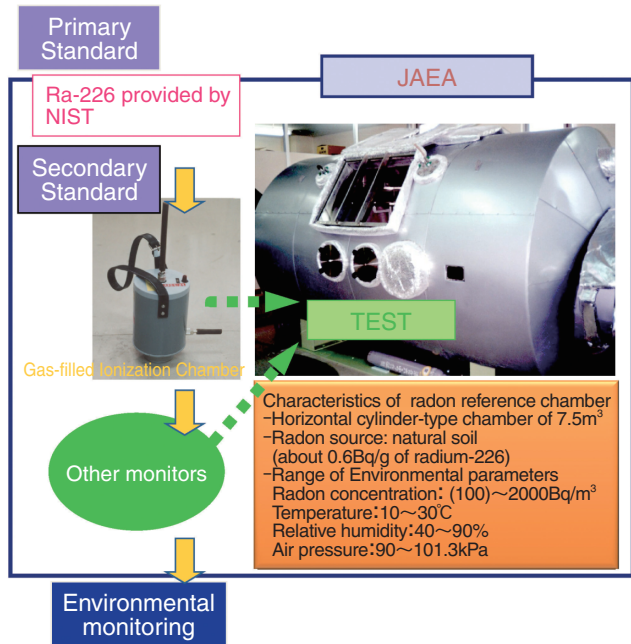 Primary
Standard
JAEA
Ra-226 provided by
NIST
Secondary
Standard
TEST
Gas-filled Ionization Chamber
Other monitors
Characteristics of radon reference chamber
-Horizontal cylinder-type chamber of 7.5m³
-Radon source: natural soil
(about 0.6Bq/g of radium-226)
-Range of Environmental parameters
Radon concentration: (100)~2000Bq/m³
Temperature:10~30℃
Relative humidity:40~90%
Air pressure:90~101.3kPa
Environmental
monitoring